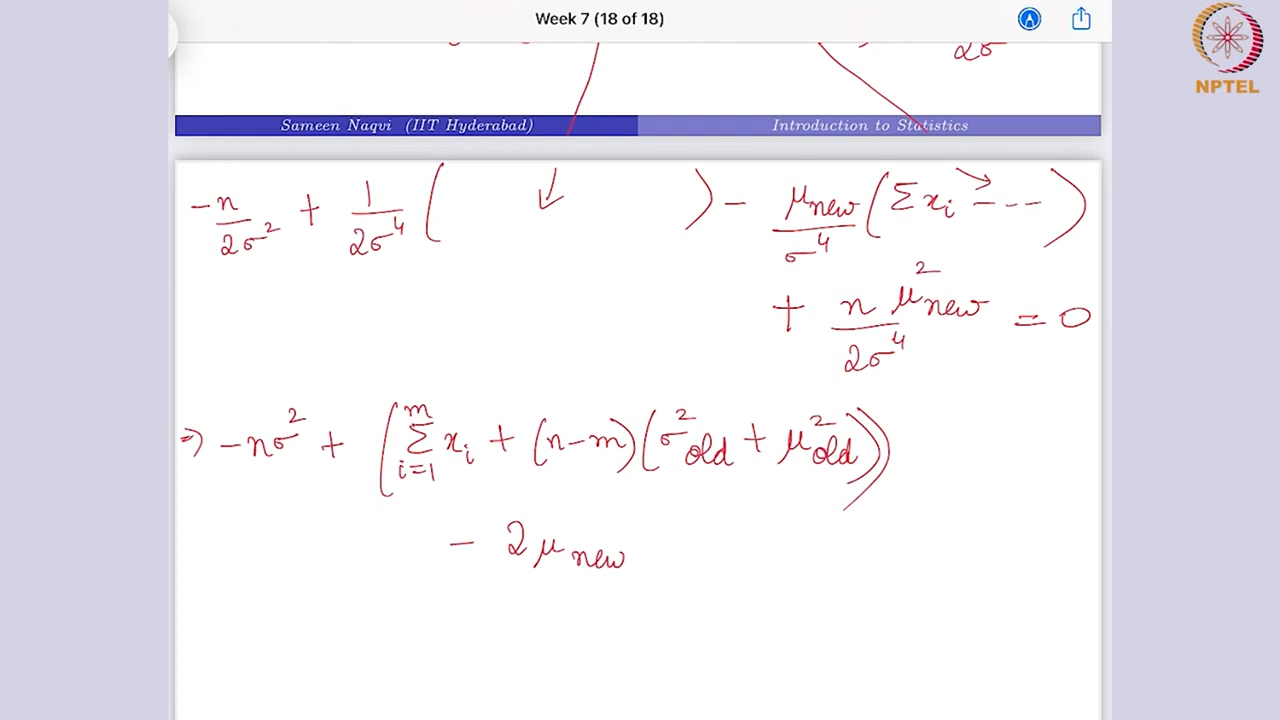 Week 7 (18 of 18)
NPTEL
2σ
Sameen Naqvi (IIT Hyderabad) Introduction to Statistics
-n/2σ² + 1/2σ⁴ ( ↙ ) - μnew/σ⁴ (Σxi - -- )
+ nμ²new/2σ⁴ = 0
⇒ -nσ² + (Σ_{i=1}^{m} xi + (n-m)(σ²old + μ²old))
- 2μnew